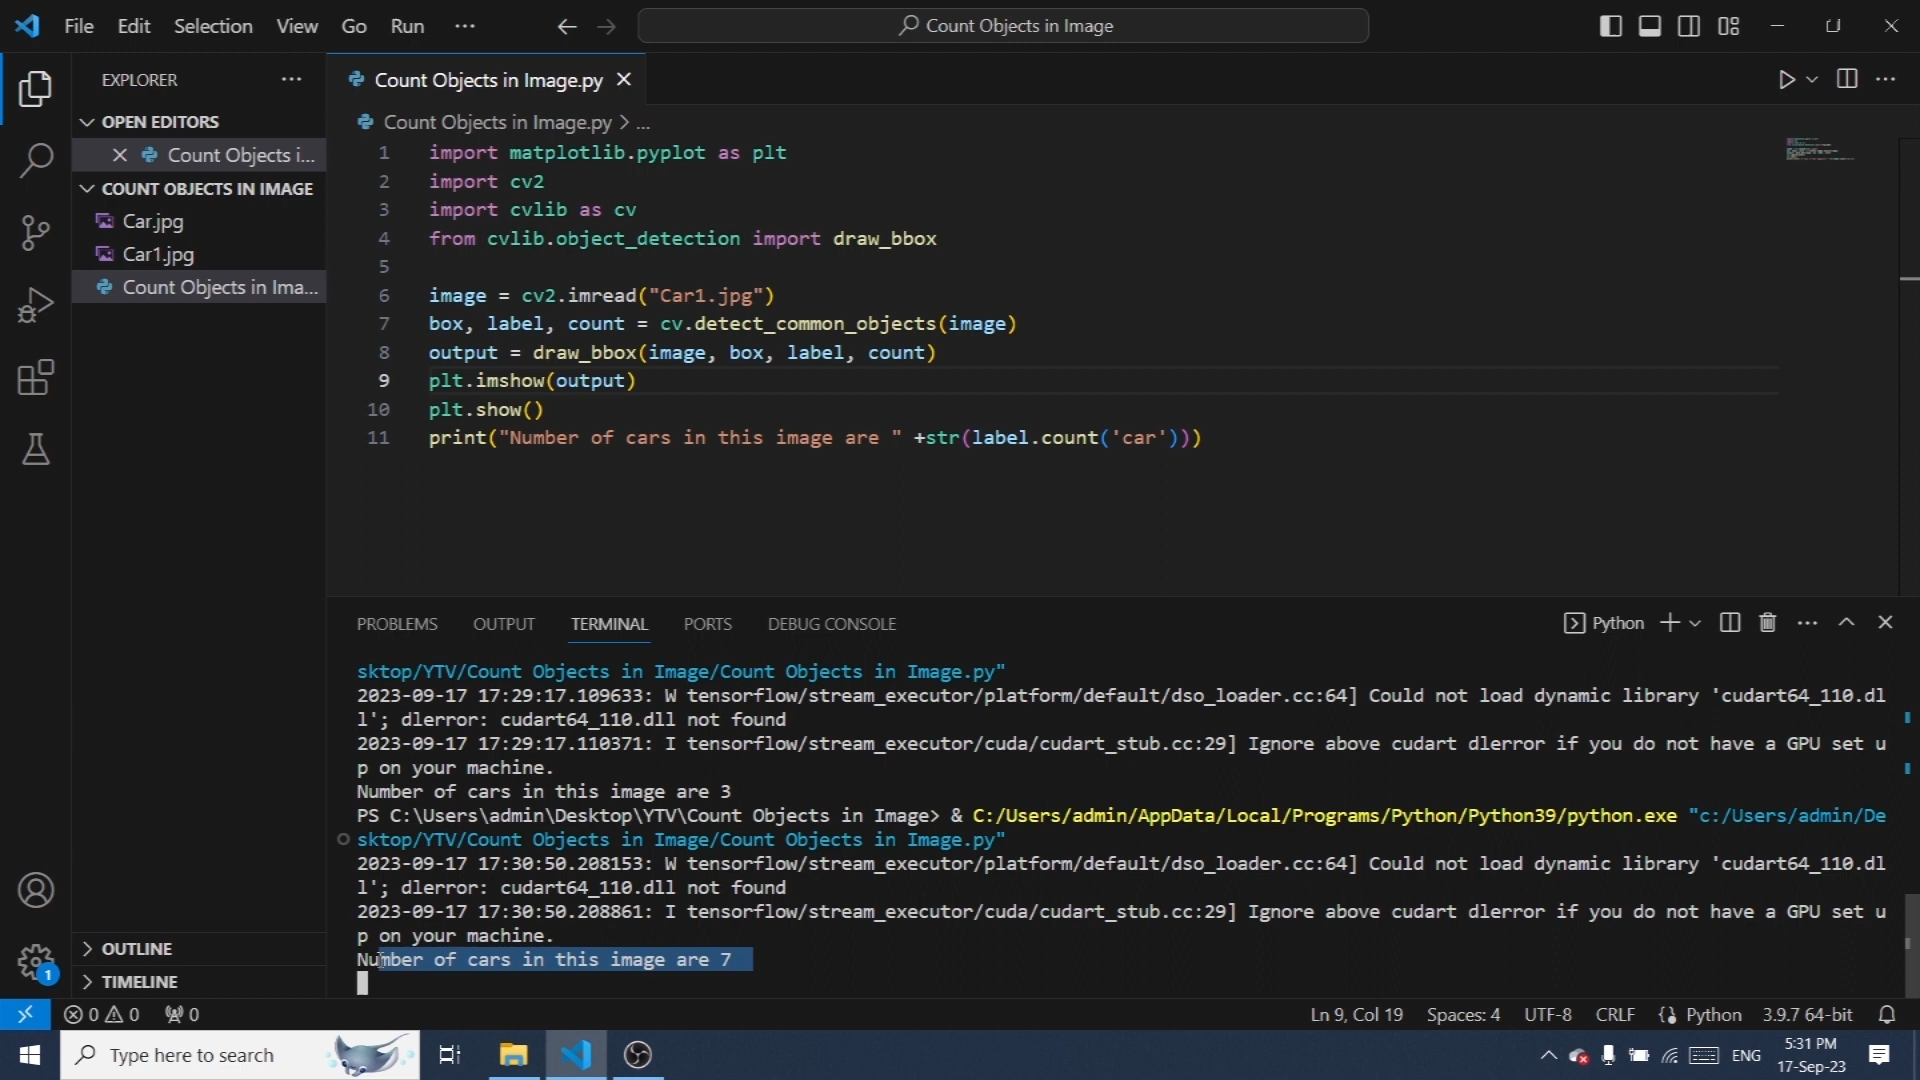 File Edit Selection View Go Run ···
Count Objects in Image
EXPLORER
Count Objects in Image.py
OPEN EDITORS
Count Objects in Image.py > ...
Count Objects i...
COUNT OBJECTS IN IMAGE
Car.jpg
Car1.jpg
Count Objects in Ima...
1 import matplotlib.pyplot as plt
2 import cv2
3 import cvlib as cv
4 from cvlib.object_detection import draw_bbox
5
6 image = cv2.imread("Car1.jpg")
7 box, label, count = cv.detect_common_objects(image)
8 output = draw_bbox(image, box, label, count)
9 plt.imshow(output)
10 plt.show()
11 print("Number of cars in this image are " +str(label.count('car')))
PROBLEMS OUTPUT TERMINAL PORTS DEBUG CONSOLE
Python
sktop/YTV/Count Objects in Image/Count Objects in Image.py"
2023-09-17 17:29:17.109633: W tensorflow/stream_executor/platform/default/dso_loader.cc:64] Could not load dynamic library 'cudart64_110.dl
l'; dlerror: cudart64_110.dll not found
2023-09-17 17:29:17.110371: I tensorflow/stream_executor/cuda/cudart_stub.cc:29] Ignore above cudart dlerror if you do not have a GPU set u
p on your machine.
Number of cars in this image are 3
PS C:\Users\admin\Desktop\YTV\Count Objects in Image> & C:/Users/admin/AppData/Local/Programs/Python/Python39/python.exe "c:/Users/admin/De
sktop/YTV/Count Objects in Image/Count Objects in Image.py"
2023-09-17 17:30:50.208153: W tensorflow/stream_executor/platform/default/dso_loader.cc:64] Could not load dynamic library 'cudart64_110.dl
l'; dlerror: cudart64_110.dll not found
2023-09-17 17:30:50.208861: I tensorflow/stream_executor/cuda/cudart_stub.cc:29] Ignore above cudart dlerror if you do not have a GPU set u
p on your machine.
Number of cars in this image are 7
OUTLINE
TIMELINE
1
0 0 0
Ln 9, Col 19 Spaces: 4 UTF-8 CRLF Python 3.9.7 64-bit
Type here to search
ENG
5:31 PM
17-Sep-23